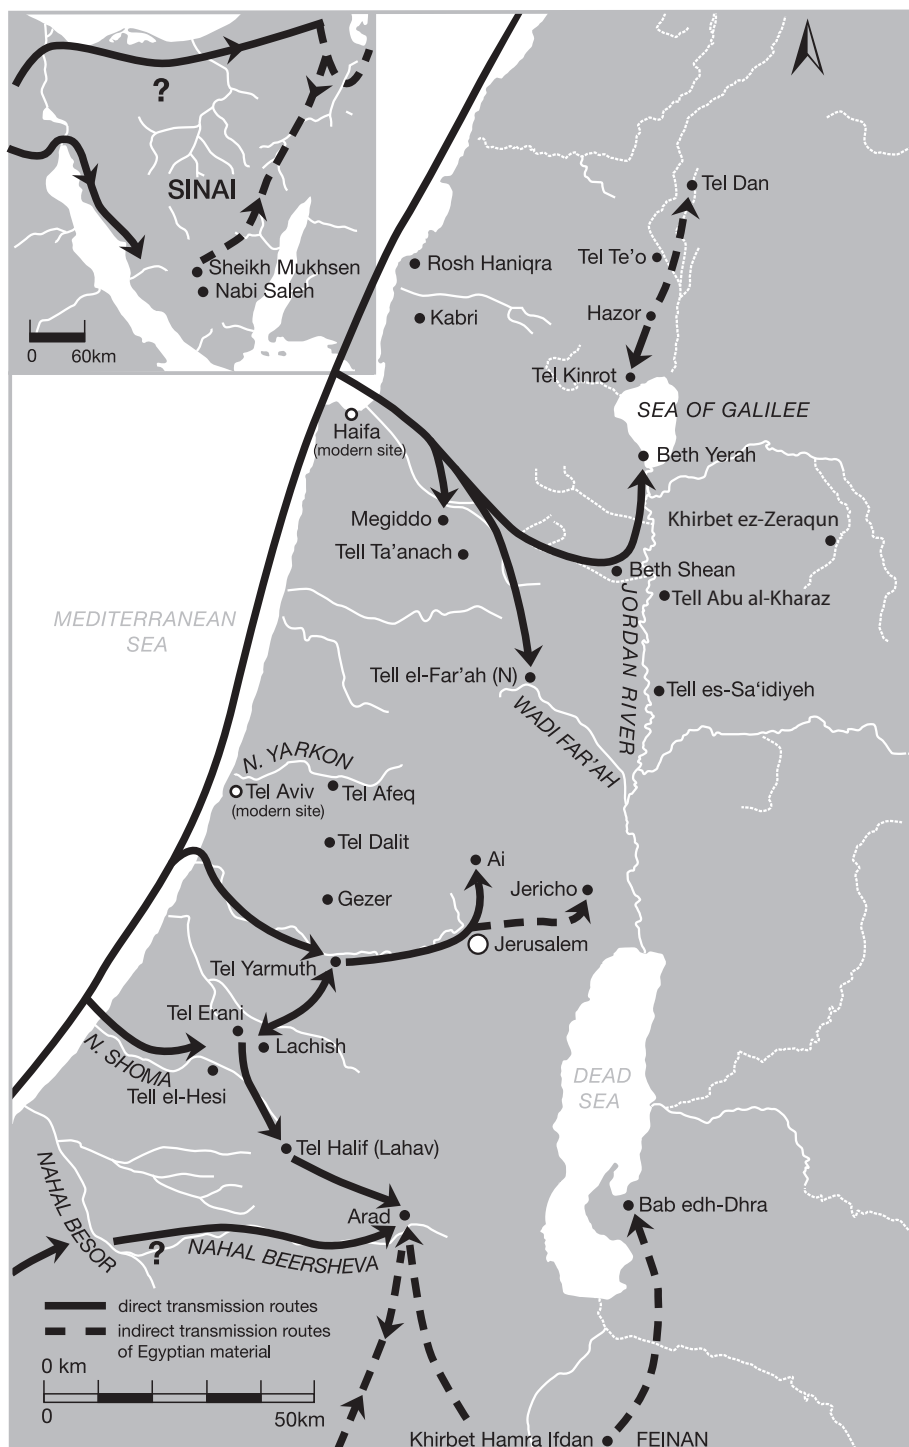 ?
SINAI
Sheikh Mukhsen
Nabi Saleh
0 60km
Tel Dan
Rosh Haniqra
Tel Te’o
Kabri
Hazor
Tel Kinrot
SEA OF GALILEE
Haifa
(modern site)
Beth Yerah
Megiddo
Khirbet ez-Zeraqun
Tell Ta’anach
Beth Shean
Tell Abu al-Kharaz
MEDITERRANEAN
SEA
JORDAN RIVER
Tell el-Far’ah (N)
Tell es-Sa‘idiyeh
WADI FAR’AH
N. YARKON
Tel Aviv
(modern site)
Tel Afeq
Tel Dalit
Ai
Jericho
Gezer
Jerusalem
Tel Yarmuth
Tel Erani
Lachish
N. SHOMA
Tell el-Hesi
DEAD
SEA
Tel Halif (Lahav)
NAHAL BESOR
Arad
Bab edh-Dhra
?
NAHAL BEERSHEVA
direct transmission routes
indirect transmission routes
of Egyptian material
0 km
0 50km
Khirbet Hamra Ifdan
FEINAN